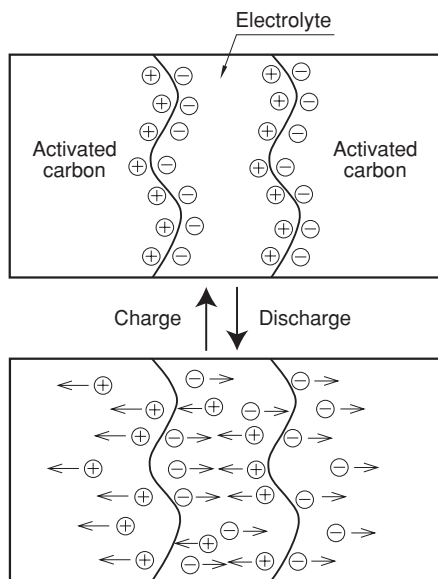 Electrolyte
Activated
carbon
Activated
carbon
Charge
Discharge